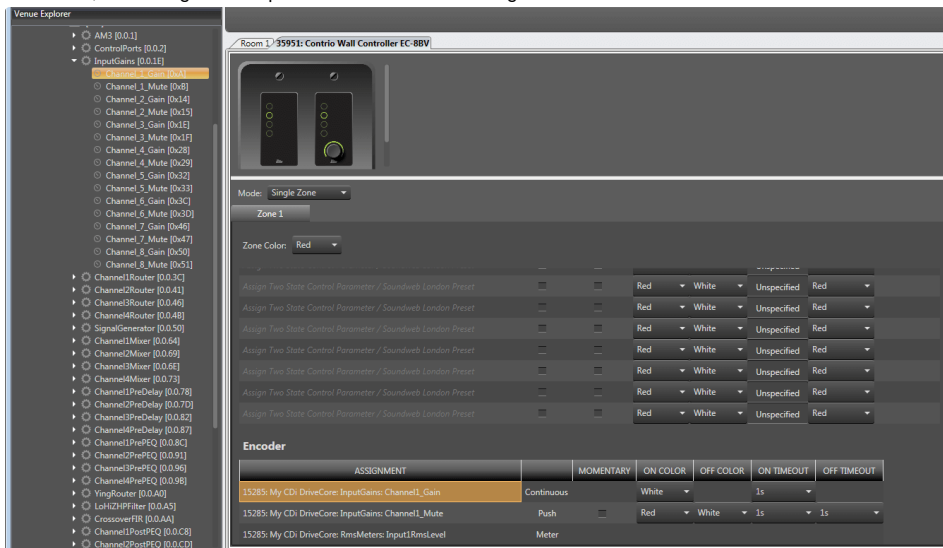 Venue Explorer
AM3 [0.0.1]
ControlPorts [0.0.2]
InputGains [0.0.1E]
Channel_1_Gain [0xA]
Channel_1_Mute [0xB]
Channel_2_Gain [0x14]
Channel_2_Mute [0x15]
Channel_3_Gain [0x1E]
Channel_3_Mute [0x1F]
Channel_4_Gain [0x28]
Channel_4_Mute [0x29]
Channel_5_Gain [0x32]
Channel_5_Mute [0x33]
Channel_6_Gain [0x3C]
Channel_6_Mute [0x3D]
Channel_7_Gain [0x46]
Channel_7_Mute [0x47]
Channel_8_Gain [0x50]
Channel_8_Mute [0x51]
Channel1Router [0.0.3C]
Channel2Router [0.0.41]
Channel3Router [0.0.46]
Channel4Router [0.0.4B]
SignalGenerator [0.0.50]
Channel1Mixer [0.0.64]
Channel2Mixer [0.0.69]
Channel3Mixer [0.0.6E]
Channel4Mixer [0.0.73]
Channel1PreDelay [0.0.78]
Channel2PreDelay [0.0.7D]
Channel3PreDelay [0.0.82]
Channel4PreDelay [0.0.87]
Channel1PrePEQ [0.0.8C]
Channel2PrePEQ [0.0.91]
Channel3PrePEQ [0.0.96]
Channel4PrePEQ [0.0.9B]
YingRouter [0.0.A0]
LoHiZHPFilter [0.0.A5]
CrossoverFIR [0.0.AA]
Channel1PostPEQ [0.0.C8]
Channel2PostPEQ [0.0.CD]
Room 1 35951: Contrio Wall Controller EC-8BV
Mode: Single Zone
Zone 1
Zone Color: Red
Assign Two State Control Parameter / Soundweb London Preset Red White Unspecified Red
Assign Two State Control Parameter / Soundweb London Preset Red White Unspecified Red
Assign Two State Control Parameter / Soundweb London Preset Red White Unspecified Red
Assign Two State Control Parameter / Soundweb London Preset Red White Unspecified Red
Assign Two State Control Parameter / Soundweb London Preset Red White Unspecified Red
Assign Two State Control Parameter / Soundweb London Preset Red White Unspecified Red
Assign Two State Control Parameter / Soundweb London Preset Red White Unspecified Red
Encoder
ASSIGNMENT MOMENTARY ON COLOR OFF COLOR ON TIMEOUT OFF TIMEOUT
15285: My CDi DriveCore: InputGains: Channel1_Gain Continuous White 1s
15285: My CDi DriveCore: InputGains: Channel1_Mute Push Red White 1s 1s
15285: My CDi DriveCore: RmsMeters: Input1RmsLevel Meter